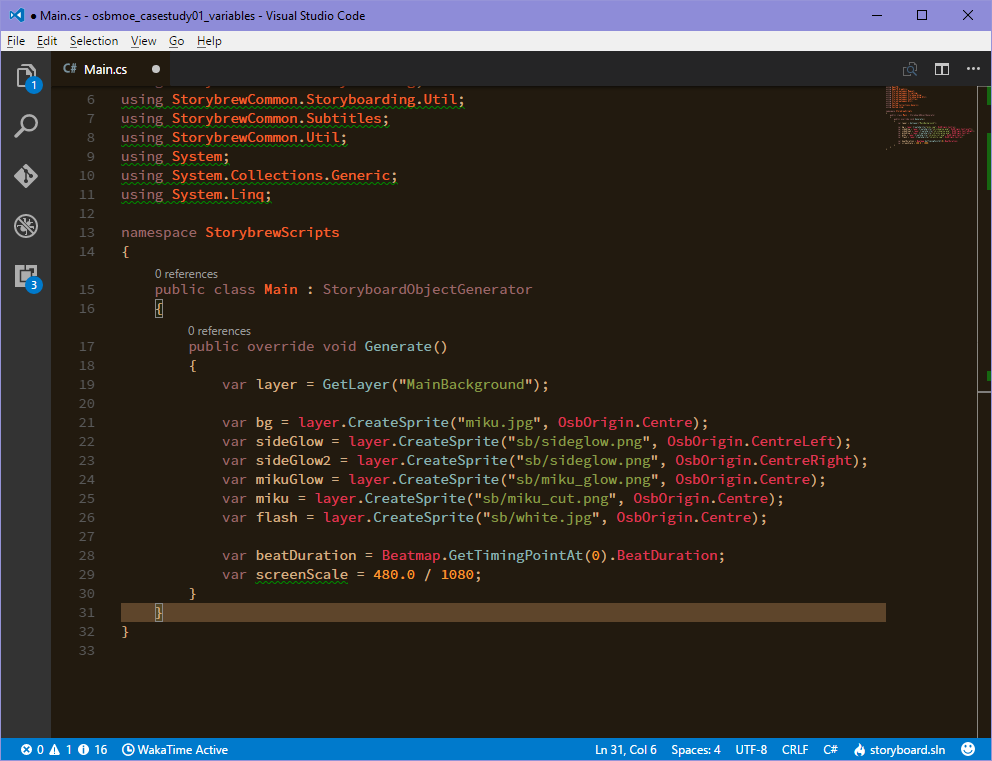 ● Main.cs - osbmoe_casestudy01_variables - Visual Studio Code
File Edit Selection View Go Help
1
C# Main.cs
6 using StorybrewCommon.Storyboarding.Util;
7 using StorybrewCommon.Subtitles;
8 using StorybrewCommon.Util;
9 using System;
10 using System.Collections.Generic;
11 using System.Linq;
12
13 namespace StorybrewScripts
14 {
0 references
15 public class Main : StoryboardObjectGenerator
16 {
0 references
17 public override void Generate()
18 {
19 var layer = GetLayer("MainBackground");
20
21 var bg = layer.CreateSprite("miku.jpg", OsbOrigin.Centre);
22 var sideGlow = layer.CreateSprite("sb/sideglow.png", OsbOrigin.CentreLeft);
23 var sideGlow2 = layer.CreateSprite("sb/sideglow.png", OsbOrigin.CentreRight);
24 var mikuGlow = layer.CreateSprite("sb/miku_glow.png", OsbOrigin.Centre);
25 var miku = layer.CreateSprite("sb/miku_cut.png", OsbOrigin.Centre);
26 var flash = layer.CreateSprite("sb/white.jpg", OsbOrigin.Centre);
27
28 var beatDuration = Beatmap.GetTimingPointAt(0).BeatDuration;
29 var screenScale = 480.0 / 1080;
30 }
31 }
32 }
33
3
0 1 16 WakaTime Active Ln 31, Col 6 Spaces: 4 UTF-8 CRLF C# storyboard.sln